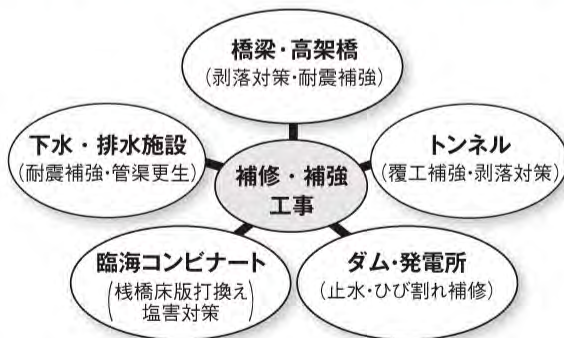 橋梁・高架橋
(剥落対策・耐震補強)
下水・排水施設
(耐震補強・管渠更生)
トンネル
(覆工補強・剥落対策)
補修・補強
工事
臨海コンビナート
(桟橋床版打換え
塩害対策)
ダム・発電所
(止水・ひび割れ補修)